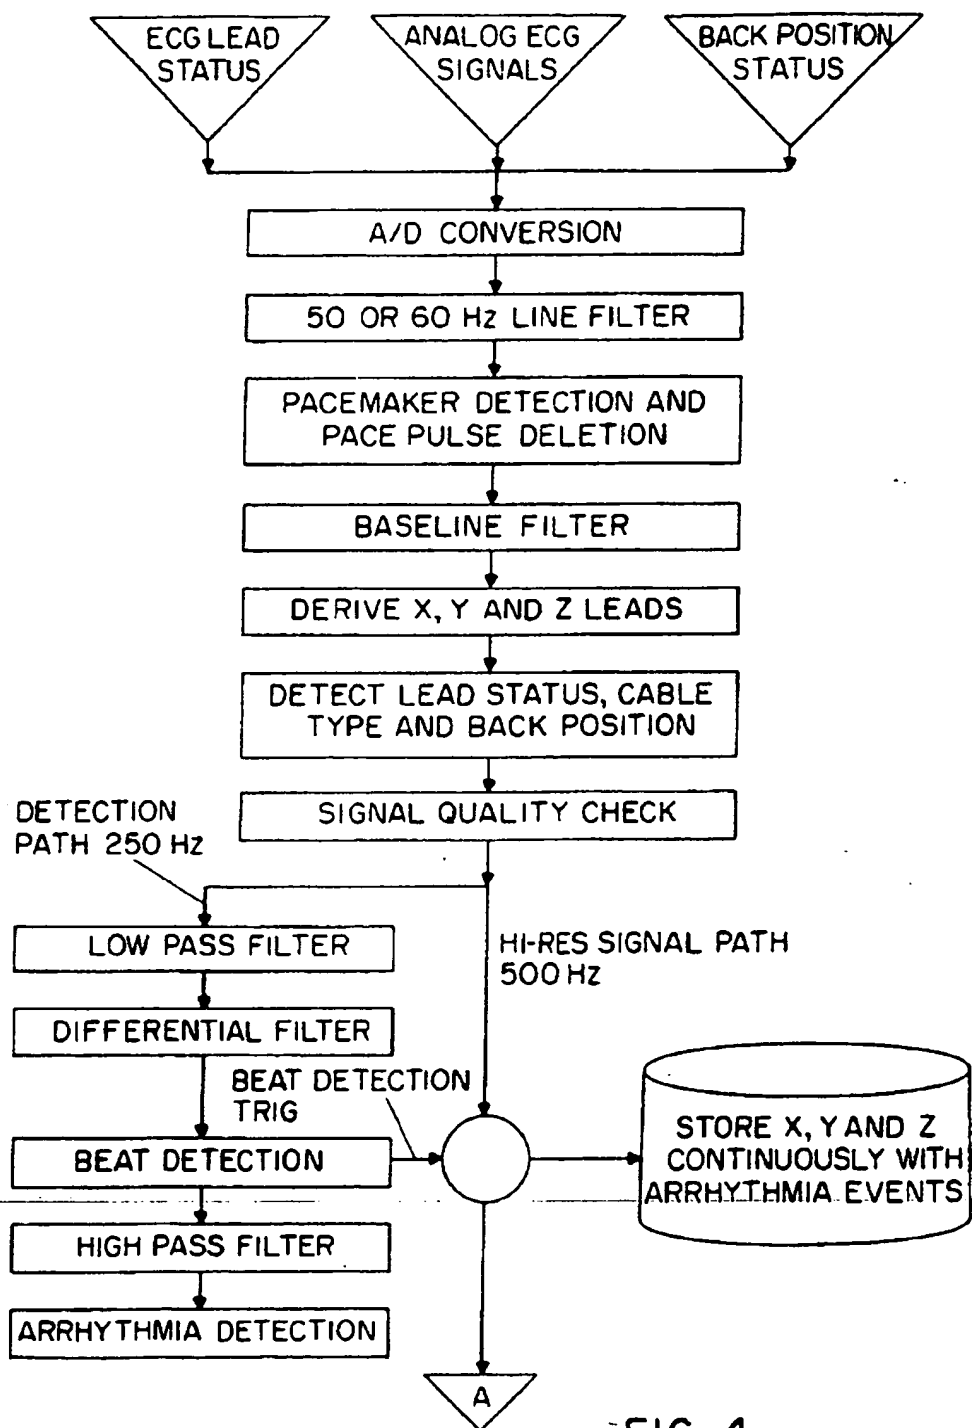 ECG LEAD
STATUS
ANALOG ECG
SIGNALS
BACK POSITION
STATUS
A/D CONVERSION
50 OR 60 Hz LINE FILTER
PACEMAKER DETECTION AND
PACE PULSE DELETION
BASELINE FILTER
DERIVE X, Y AND Z LEADS
DETECT LEAD STATUS, CABLE
TYPE AND BACK POSITION
SIGNAL QUALITY CHECK
DETECTION
PATH 250 Hz
LOW PASS FILTER
HI-RES SIGNAL PATH
500 Hz
DIFFERENTIAL FILTER
BEAT DETECTION
TRIG
BEAT DETECTION
STORE X, Y AND Z
CONTINUOUSLY WITH
ARRHYTHMIA EVENTS
HIGH PASS FILTER
ARRHYTHMIA DETECTION
A